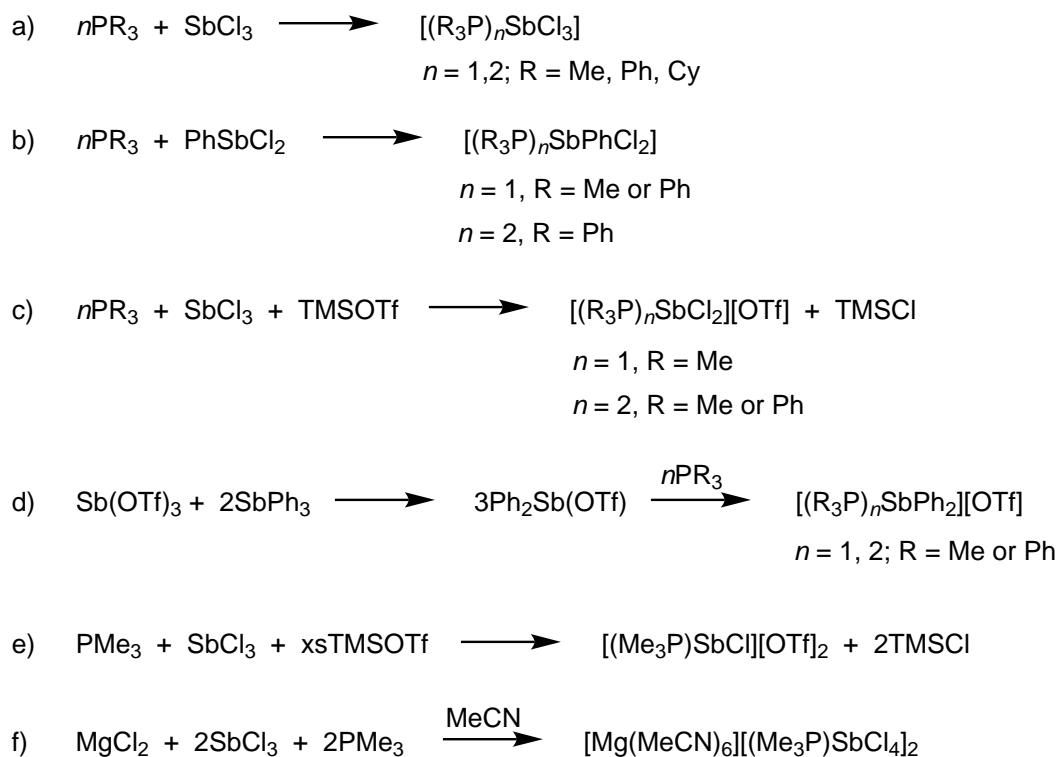 a) nPR3 + SbCl3 ⟶ [(R3P)nSbCl3]
n = 1,2; R = Me, Ph, Cy
b) nPR3 + PhSbCl2 ⟶ [(R3P)nSbPhCl2]
n = 1, R = Me or Ph
n = 2, R = Ph
c) nPR3 + SbCl3 + TMSOTf ⟶ [(R3P)nSbCl2][OTf] + TMSCl
n = 1, R = Me
n = 2, R = Me or Ph
nPR3
d) Sb(OTf)3 + 2SbPh3 ⟶ 3Ph2Sb(OTf) ⟶ [(R3P)nSbPh2][OTf]
n = 1, 2; R = Me or Ph
e) PMe3 + SbCl3 + xsTMSOTf ⟶ [(Me3P)SbCl][OTf]2 + 2TMSCl
MeCN
f) MgCl2 + 2SbCl3 + 2PMe3 ⟶ [Mg(MeCN)6][(Me3P)SbCl4]2